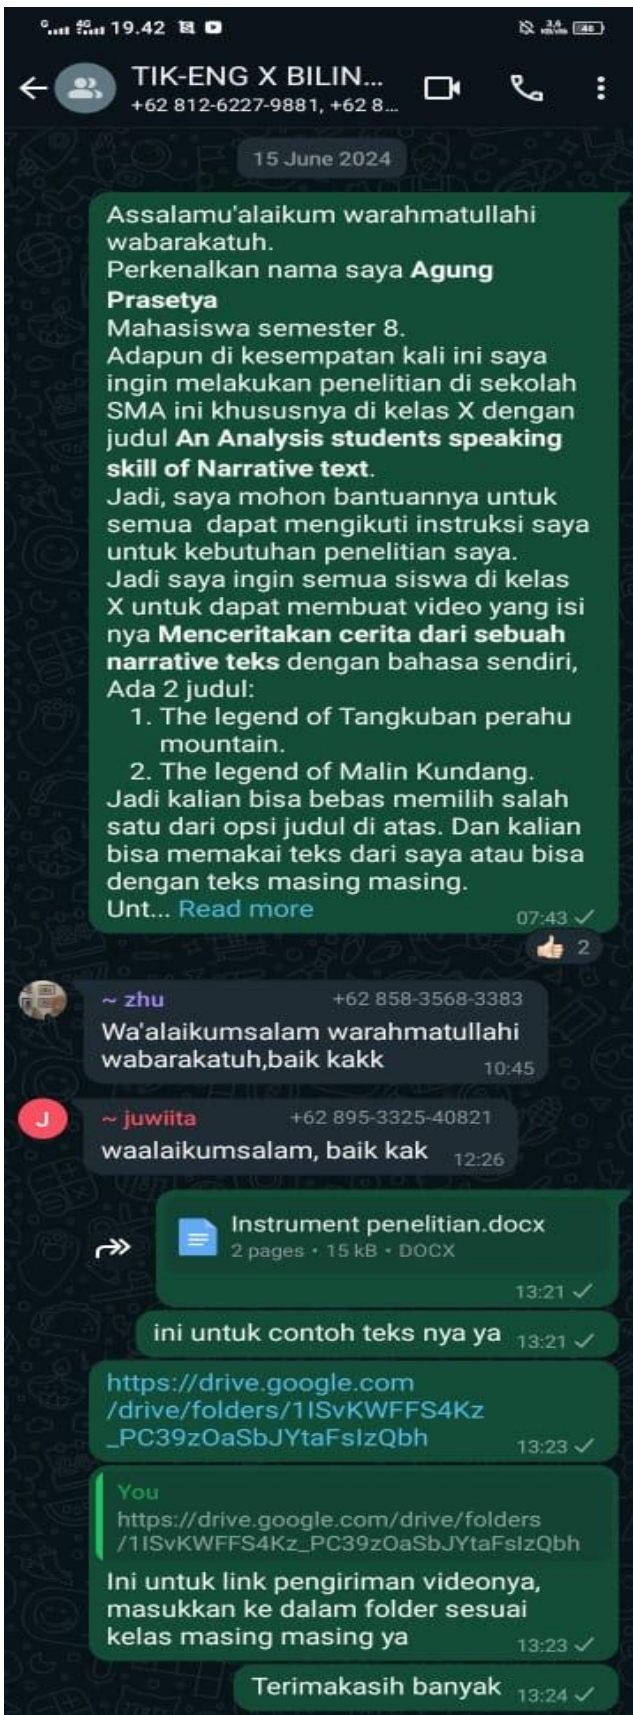 19.42
TIK-ENG X BILIN...
+62 812-6227-9881, +62 8...
15 June 2024
Assalamu'alaikum warahmatullahi
wabarakatuh.
Perkenalkan nama saya Agung
Prasetya
Mahasiswa semester 8.
Adapun di kesempatan kali ini saya
ingin melakukan penelitian di sekolah
SMA ini khususnya di kelas X dengan
judul An Analysis students speaking
skill of Narrative text.
Jadi, saya mohon bantuannya untuk
semua dapat mengikuti instruksi saya
untuk kebutuhan penelitian saya.
Jadi saya ingin semua siswa di kelas
X untuk dapat membuat video yang isi
nya Menceritakan cerita dari sebuah
narrative teks dengan bahasa sendiri,
Ada 2 judul:
1. The legend of Tangkuban perahu
mountain.
2. The legend of Malin Kundang.
Jadi kalian bisa bebas memilih salah
satu dari opsi judul di atas. Dan kalian
bisa memakai teks dari saya atau bisa
dengan teks masing masing.
Unt... Read more 07:43
2
~ zhu +62 858-3568-3383
Wa'alaikumsalam warahmatullahi
wabarakatuh,baik kakk 10:45
J
~ juwiita +62 895-3325-40821
waalaikumsalam, baik kak 12:26
Instrument penelitian.docx
2 pages • 15 kB • DOCX
13:21
ini untuk contoh teks nya ya 13:21
https://drive.google.com
/drive/folders/1ISvKWFFS4Kz
_PC39zOaSbJYtaFsIzQbh 13:23
You
https://drive.google.com/drive/folders
/1ISvKWFFS4Kz_PC39zOaSbJYtaFsIzQbh
Ini untuk link pengiriman videonya,
masukkan ke dalam folder sesuai
kelas masing masing ya 13:23
Terimakasih banyak 13:24